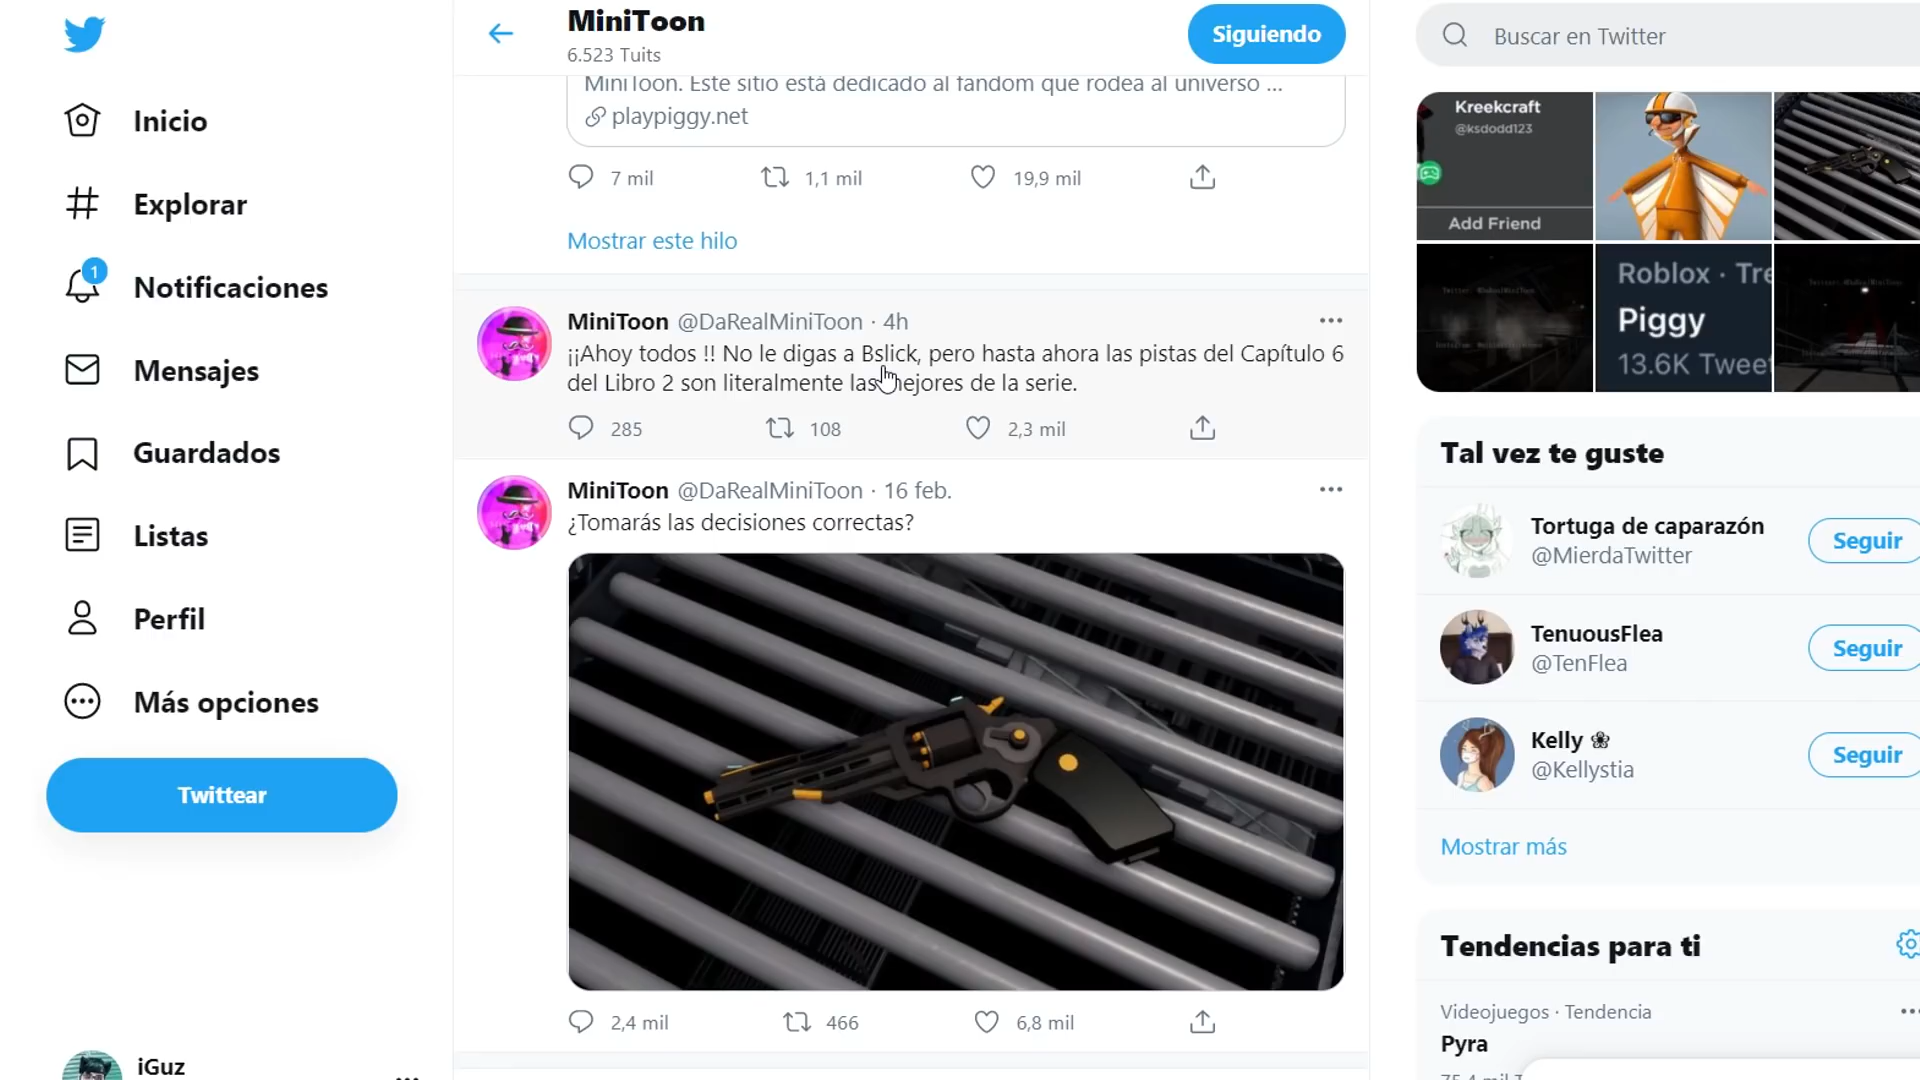 Inicio
Explorar
1
Notificaciones
Mensajes
Guardados
Listas
Perfil
Más opciones
Twittear
iGuz
MiniToon
6.523 Tuits
Siguiendo
MiniToon. Este sitio está dedicado al fandom que rodea al universo ...
playpiggy.net
7 mil
1,1 mil
19,9 mil
Mostrar este hilo
MiniToon @DaRealMiniToon · 4h
¡¡Ahoy todos !! No le digas a Bslick, pero hasta ahora las pistas del Capítulo 6
del Libro 2 son literalmente las mejores de la serie.
285
108
2,3 mil
MiniToon @DaRealMiniToon · 16 feb.
¿Tomarás las decisiones correctas?
2,4 mil
466
6,8 mil
Buscar en Twitter
Kreekcraft
@ksdodd123
Add Friend
Roblox · Tre
Piggy
13.6K Tweet
Tal vez te guste
Tortuga de caparazón
@MierdaTwitter
Seguir
TenuousFlea
@TenFlea
Seguir
Kelly ❀
@Kellystia
Seguir
Mostrar más
Tendencias para ti
Videojuegos · Tendencia
Pyra